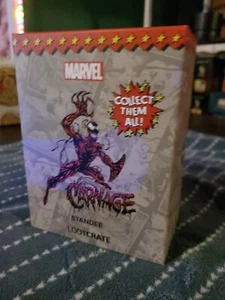 MARVEL
COLLECT
THEM
ALL!
CARNAGE
STANDEE
LOOTCRATE